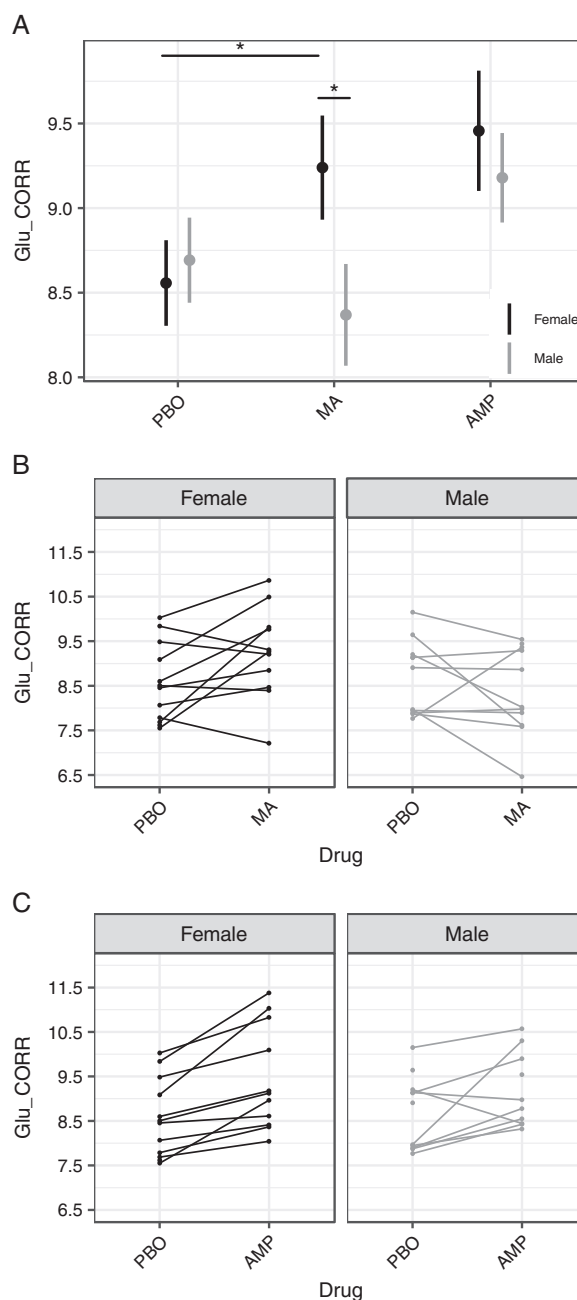 A
*
*
9.5
9.0
8.5
8.0
Glu_CORR
Female
Male
PBO
MA
AMP
B
Female
Male
11.5
10.5
9.5
8.5
7.5
6.5
Glu_CORR
PBO
MA
PBO
MA
Drug
C
Female
Male
11.5
10.5
9.5
8.5
7.5
6.5
Glu_CORR
PBO
AMP
PBO
AMP
Drug